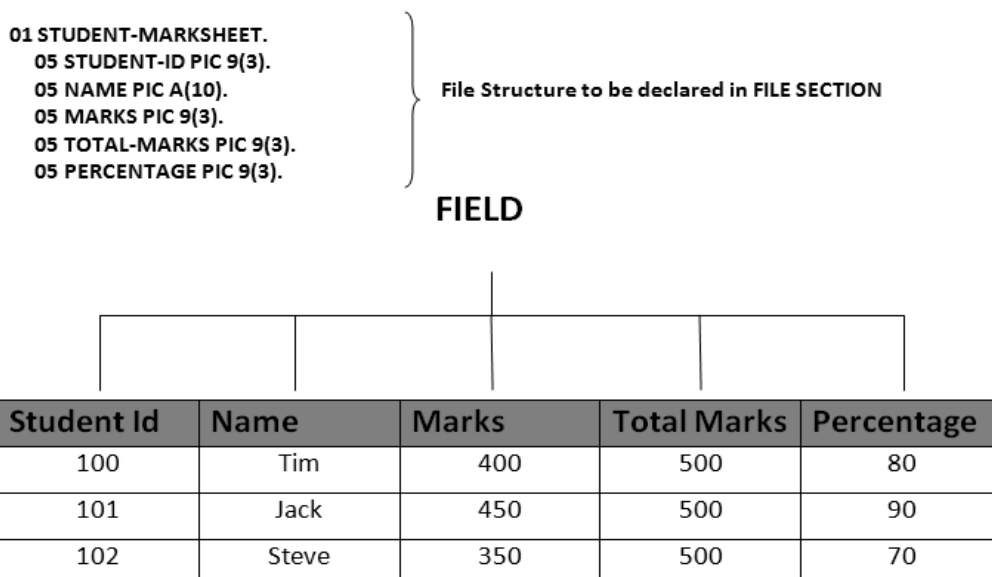 01 STUDENT-MARKSHEET.
05 STUDENT-ID PIC 9(3).
05 NAME PIC A(10).
05 MARKS PIC 9(3).
05 TOTAL-MARKS PIC 9(3).
05 PERCENTAGE PIC 9(3).
File Structure to be declared in FILE SECTION
FIELD
Student Id Name Marks Total Marks Percentage
100 Tim 400 500 80
101 Jack 450 500 90
102 Steve 350 500 70